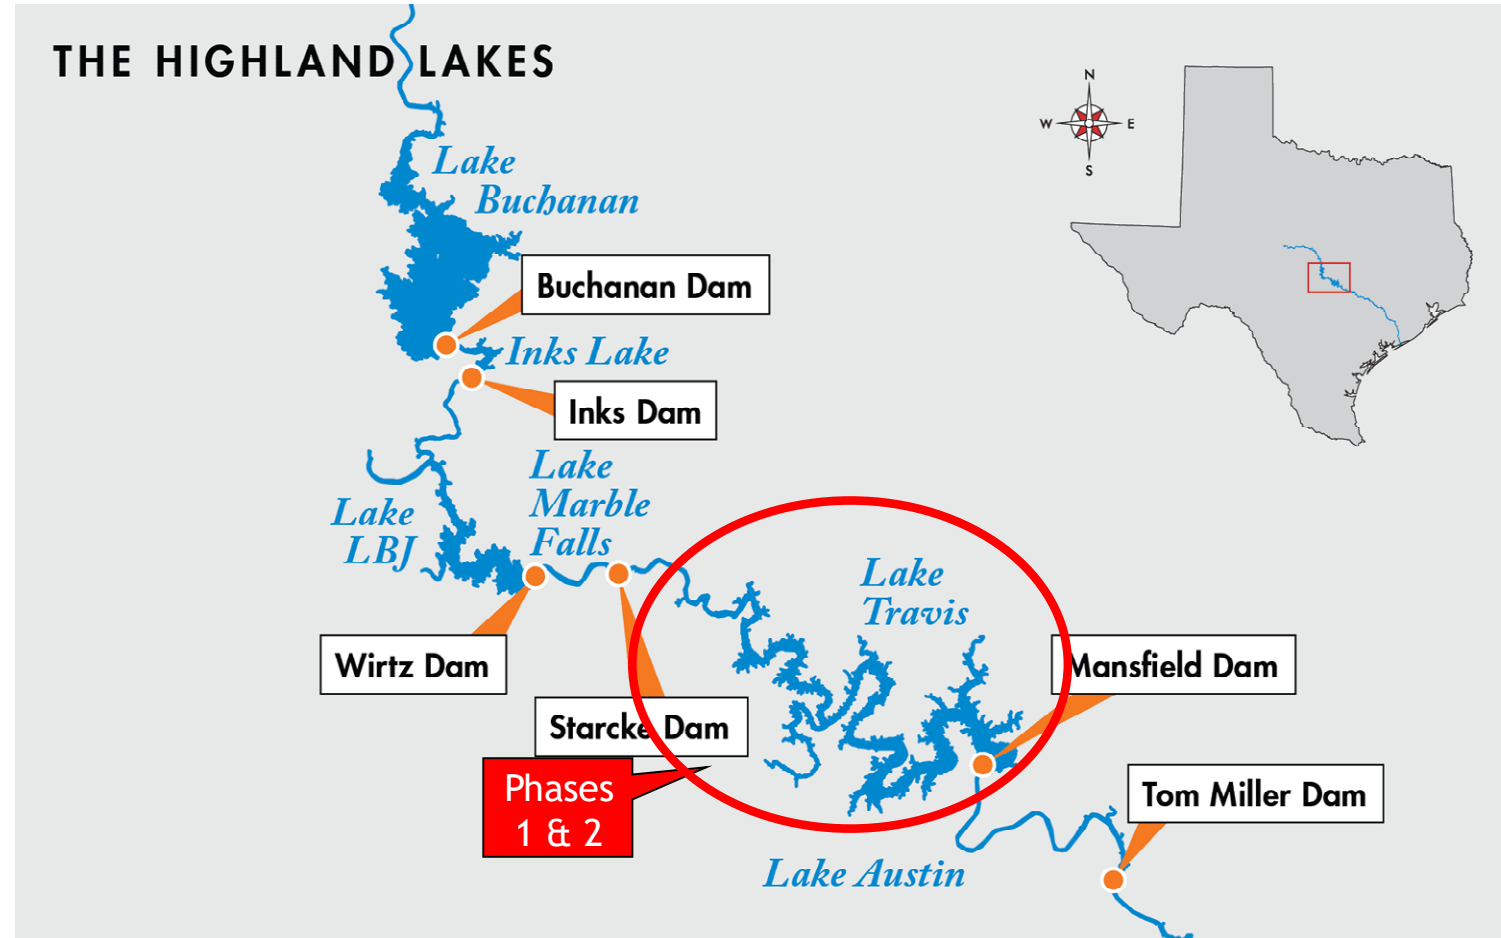 THE HIGHLAND LAKES
N
W
E
S
Lake
Buchanan
Buchanan Dam
Inks Lake
Inks Dam
Lake
Marble
Falls
Lake
LBJ
Lake
Travis
Wirtz Dam
Mansfield Dam
Starcke Dam
Phases
1 & 2
Tom Miller Dam
Lake Austin